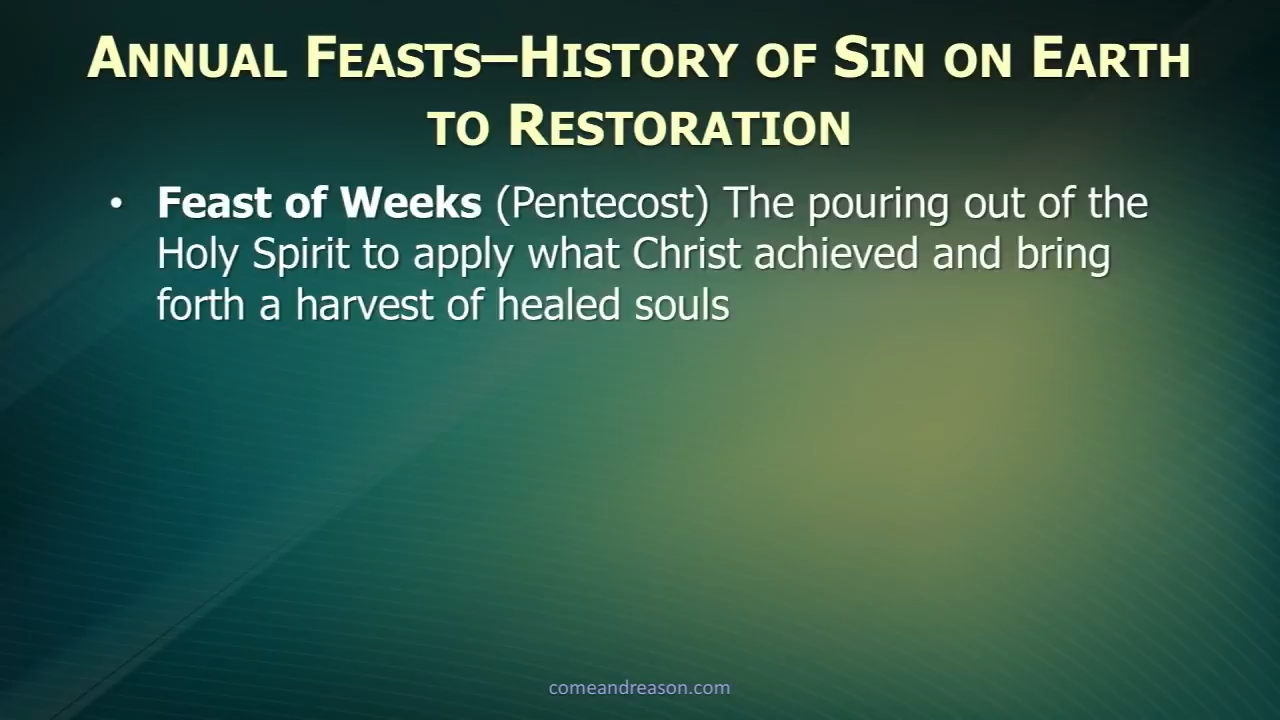 ANNUAL FEASTS–HISTORY OF SIN ON EARTH
TO RESTORATION
• Feast of Weeks (Pentecost) The pouring out of the
Holy Spirit to apply what Christ achieved and bring
forth a harvest of healed souls
comeandreason.com